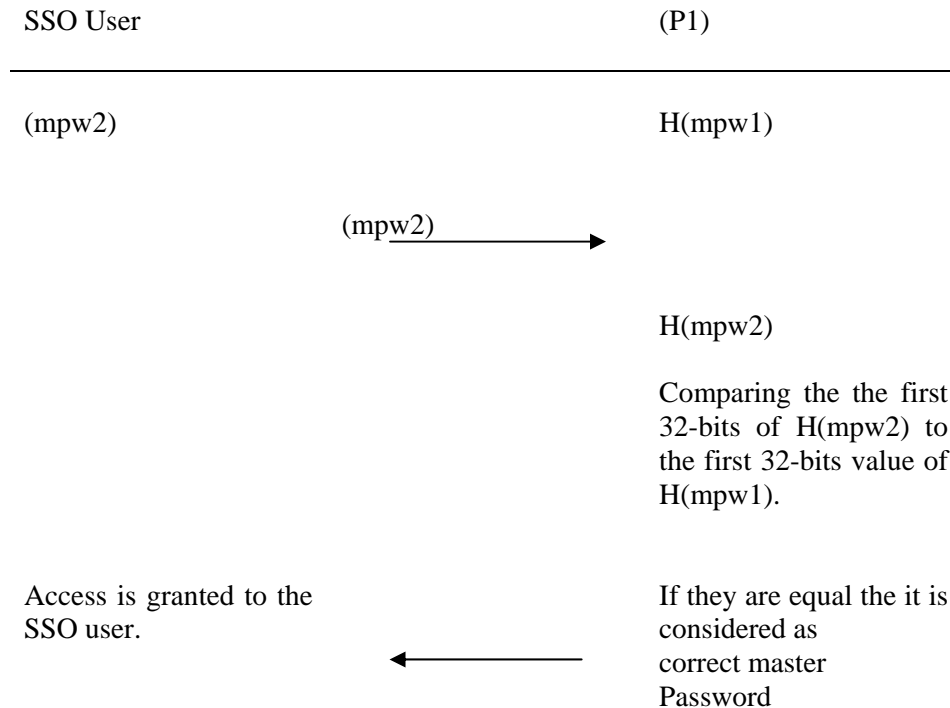 SSO User
(P1)
(mpw2)
H(mpw1)
(mpw2)
H(mpw2)
Comparing the the first
32-bits of H(mpw2) to
the first 32-bits value of
H(mpw1).
Access is granted to the
SSO user.
If they are equal the it is
considered as
correct master
Password